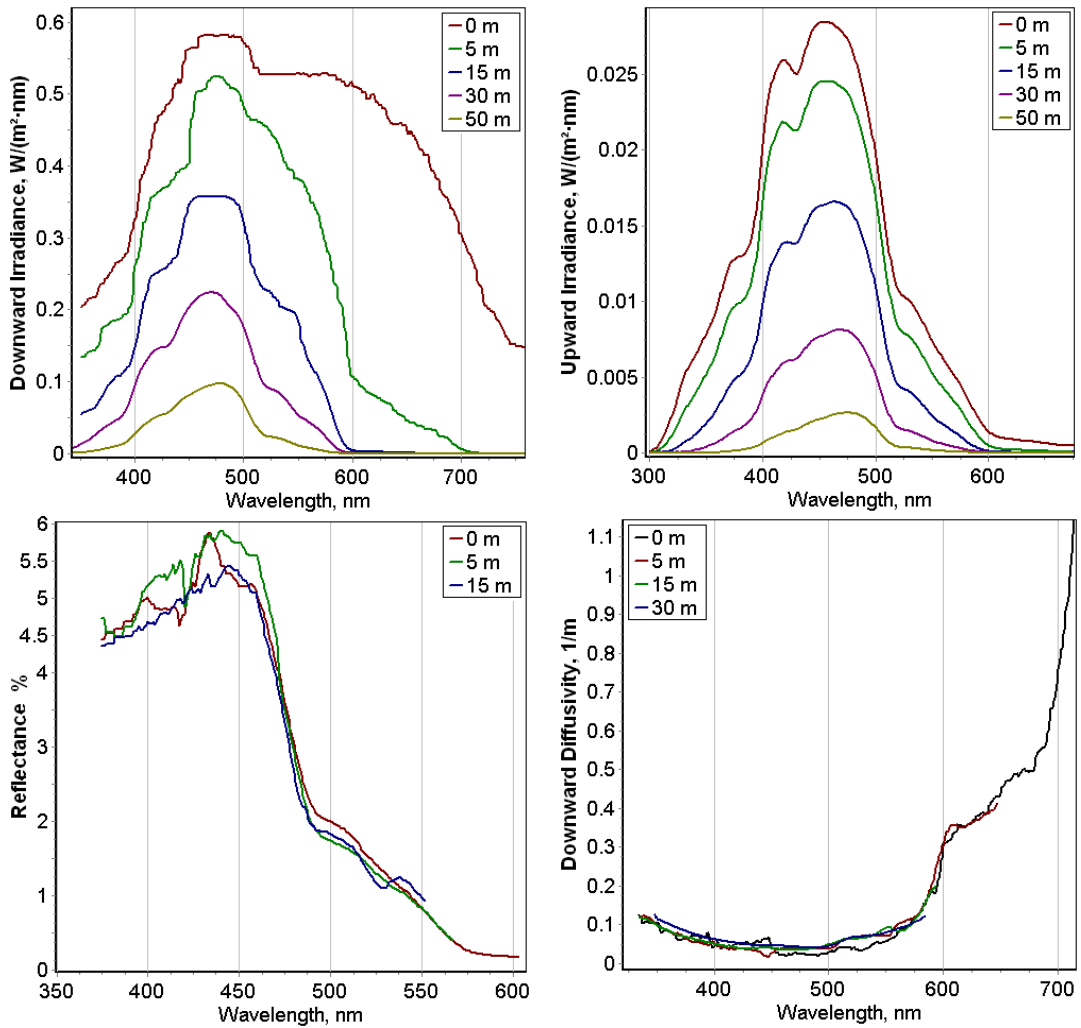 Downward Irradiance, W/(m²·nm)
0.6
0.5
0.4
0.3
0.2
0.1
0
0 m
5 m
15 m
30 m
50 m
400 500 600 700
Wavelength, nm
Upward Irradiance, W/(m²·nm)
0.025
0.02
0.015
0.01
0.005
0
0 m
5 m
15 m
30 m
50 m
300 400 500 600
Wavelength, nm
Reflectance %
6
5.5
5
4.5
4
3
2
1
0
0 m
5 m
15 m
350 400 450 500 550 600
Wavelength, nm
Downward Diffusivity, 1/m
1.1
1
0.9
0.8
0.7
0.6
0.5
0.4
0.3
0.2
0.1
0
0 m
5 m
15 m
30 m
400 500 600 700
Wavelength, nm